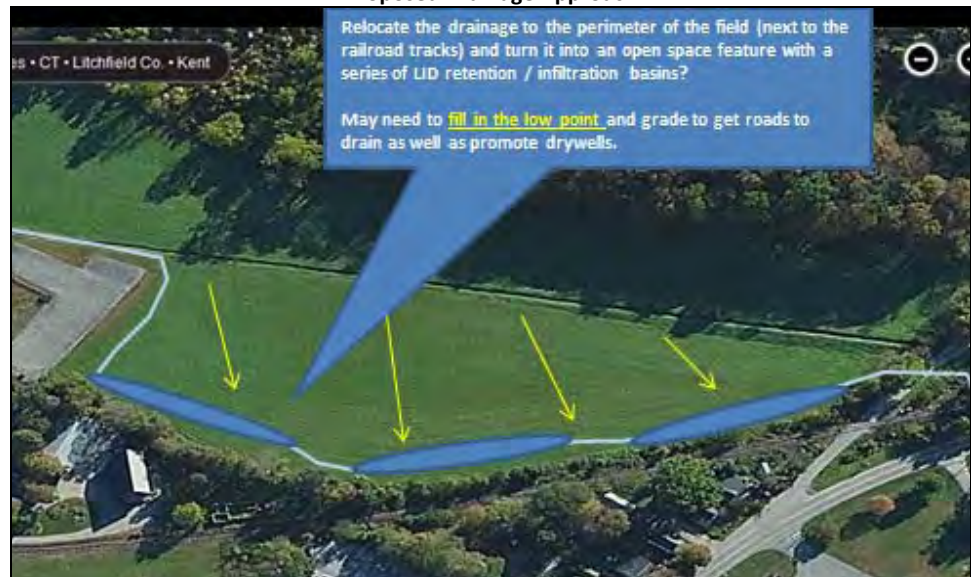 Relocate the drainage to the perimeter of the field (next to the
railroad tracks) and turn it into an open space feature with a
series of LID retention / infiltration basins?
May need to fill in the low point and grade to get roads to
drain as well as promote drywells.
es • CT • Litchfield Co. • Kent